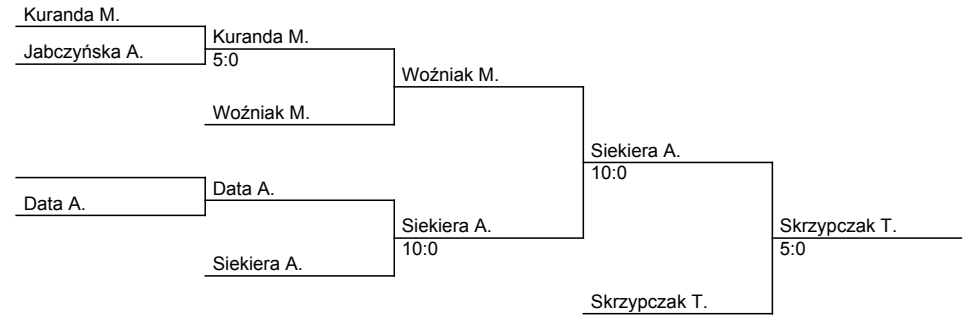 Kuranda M.
Jabczyńska A.
Kuranda M.
5:0
Woźniak M.
Woźniak M.
Data A.
Data A.
Siekiera A.
Siekiera A.
10:0
Siekiera A.
10:0
Skrzypczak T.
Skrzypczak T.
5:0